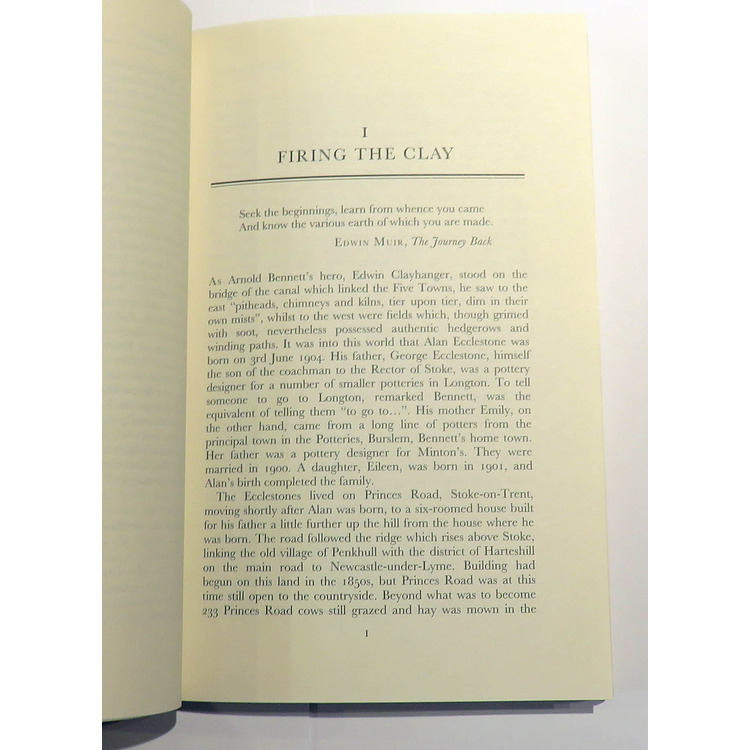 I
FIRING THE CLAY
Seek the beginnings, learn from whence you came
And know the various earth of which you are made.
EDWIN MUIR, The Journey Back
As Arnold Bennett's hero, Edwin Clayhanger, stood on the
bridge of the canal which linked the Five Towns, he saw to the
east "pitheads, chimneys and kilns, tier upon tier, dim in their
own mists", whilst to the west were fields which, though grimed
with soot, nevertheless possessed authentic hedgerows and
winding paths. It was into this world that Alan Ecclestone was
born on 3rd June 1904. His father, George Ecclestone, himself
the son of the coachman to the Rector of Stoke, was a pottery
designer for a number of smaller potteries in Longton. To tell
someone to go to Longton, remarked Bennett, was the
equivalent of telling them "to go to...". His mother Emily, on
the other hand, came from a long line of potters from the
principal town in the Potteries, Burslem, Bennett's home town.
Her father was a pottery designer for Minton's. They were
married in 1900. A daughter, Eileen, was born in 1901, and
Alan's birth completed the family.
The Ecclestones lived on Princes Road, Stoke-on-Trent,
moving shortly after Alan was born, to a six-roomed house built
for his father a little further up the hill from the house where he
was born. The road followed the ridge which rises above Stoke,
linking the old village of Penkhull with the district of Harteshill
on the main road to Newcastle-under-Lyme. Building had
begun on this land in the 1850s, but Princes Road was at this
time still open to the countryside. Beyond what was to become
233 Princes Road cows still grazed and hay was mown in the
1